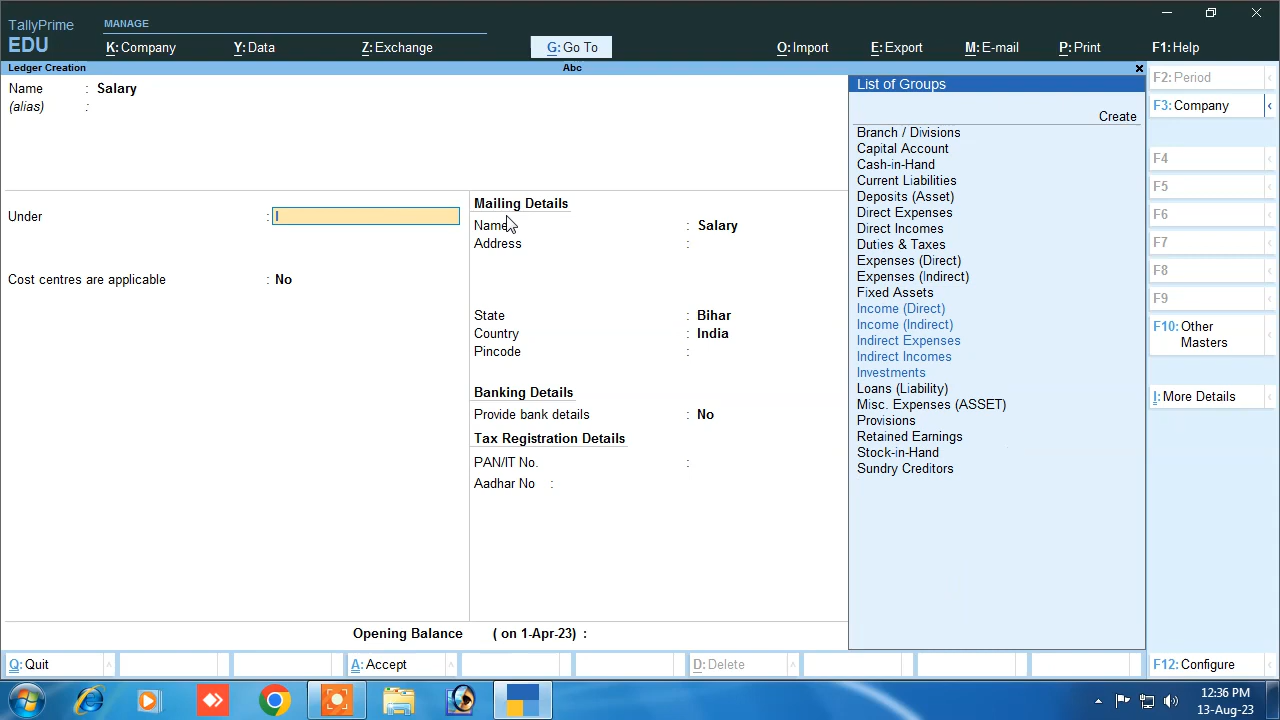 TallyPrime
EDU
MANAGE
K: Company
Y: Data
Z: Exchange
G: Go To
O: Import
E: Export
M: E-mail
P: Print
F1: Help
Ledger Creation
Abc
Name : Salary
(alias) :
Under : I
Cost centres are applicable : No
Mailing Details
Name : Salary
Address :
State : Bihar
Country : India
Pincode :
Banking Details
Provide bank details : No
Tax Registration Details
PAN/IT No. :
Aadhar No :
Opening Balance ( on 1-Apr-23) :
List of Groups
Create
Branch / Divisions
Capital Account
Cash-in-Hand
Current Liabilities
Deposits (Asset)
Direct Expenses
Direct Incomes
Duties & Taxes
Expenses (Direct)
Expenses (Indirect)
Fixed Assets
Income (Direct)
Income (Indirect)
Indirect Expenses
Indirect Incomes
Investments
Loans (Liability)
Misc. Expenses (ASSET)
Provisions
Retained Earnings
Stock-in-Hand
Sundry Creditors
F2: Period
F3: Company
F4
F5
F6
F7
F8
F9
F10: Other
Masters
I: More Details
F12: Configure
Q: Quit
A: Accept
D: Delete
12:36 PM
13-Aug-23